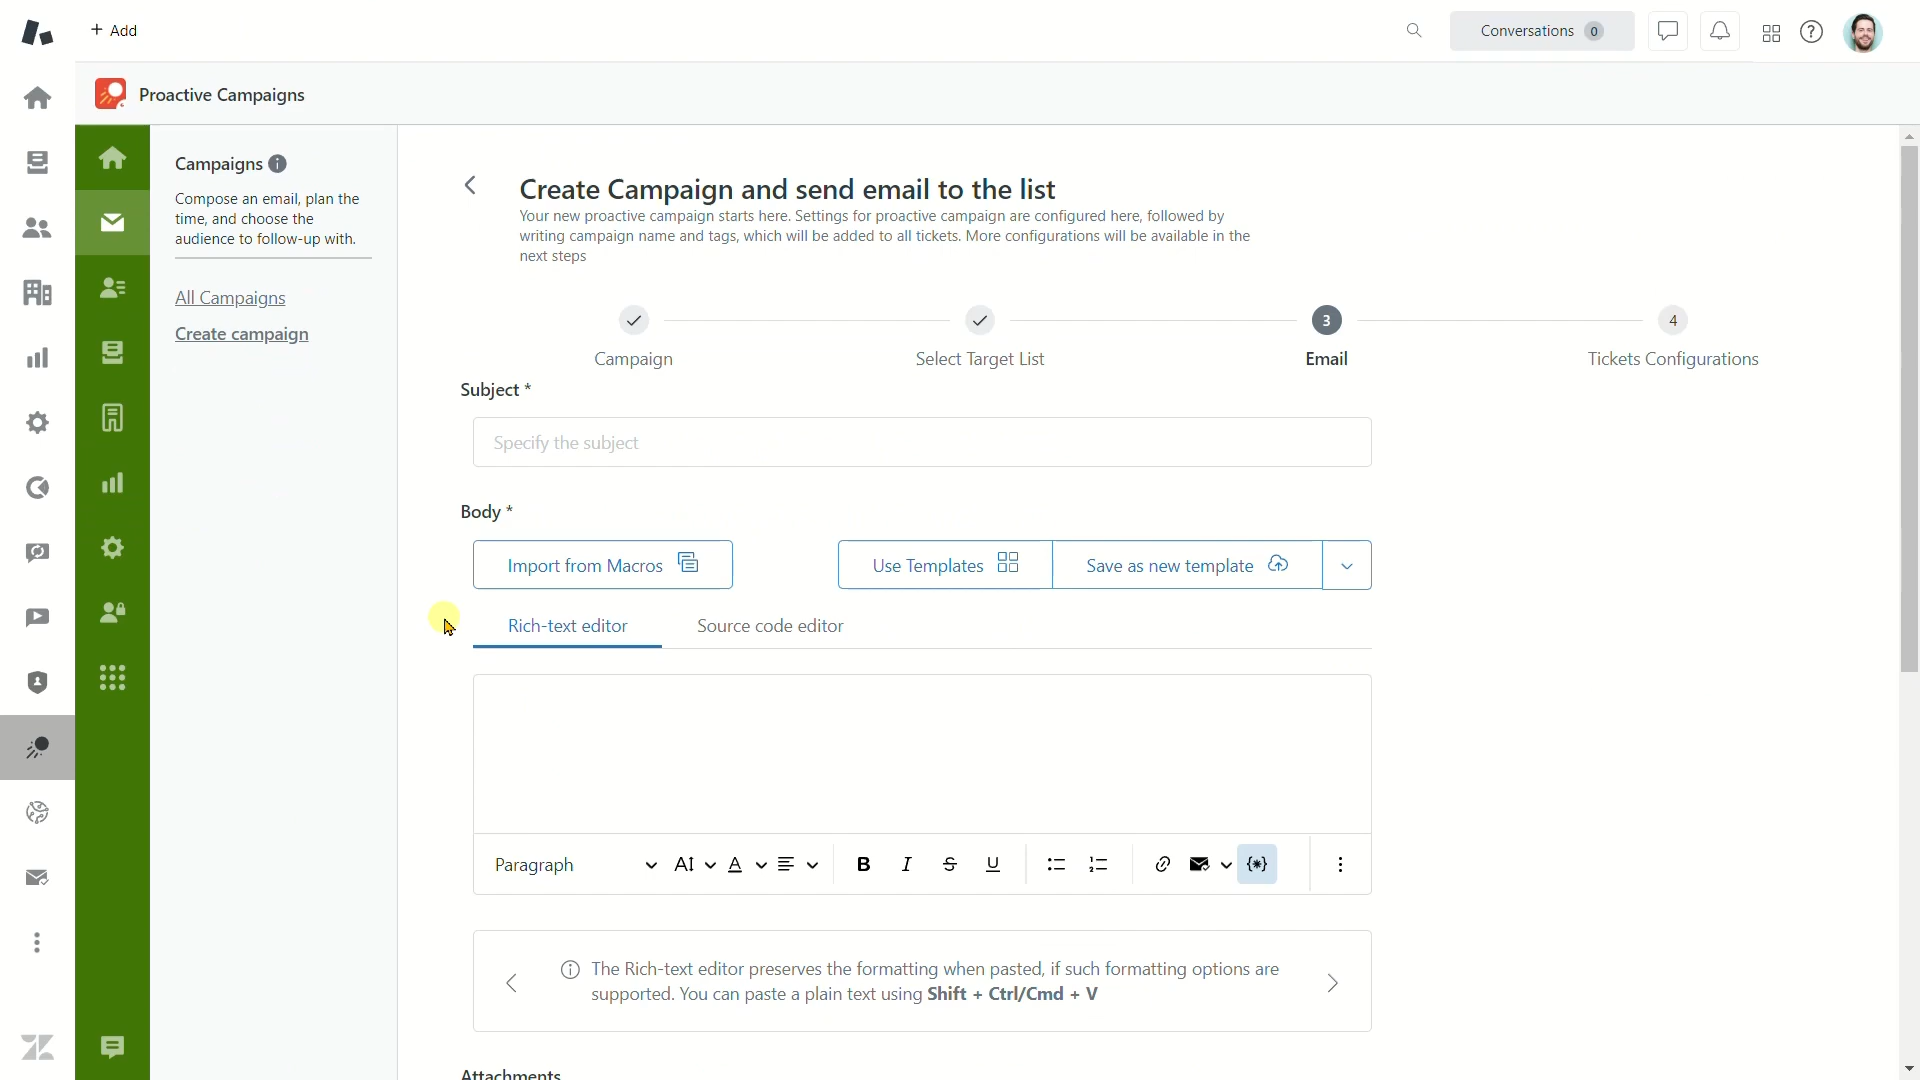 Add
Conversations 0
Proactive Campaigns
Campaigns
Compose an email, plan the
time, and choose the
audience to follow-up with.
All Campaigns
Create campaign
Create Campaign and send email to the list
Your new proactive campaign starts here. Settings for proactive campaign are configured here, followed by
writing campaign name and tags, which will be added to all tickets. More configurations will be available in the
next steps
3
4
Campaign
Select Target List
Email
Tickets Configurations
Subject *
Specify the subject
Body *
Import from Macros
Use Templates
Save as new template
Rich-text editor
Source code editor
Paragraph
The Rich-text editor preserves the formatting when pasted, if such formatting options are
supported. You can paste a plain text using Shift + Ctrl/Cmd + V
Attachments